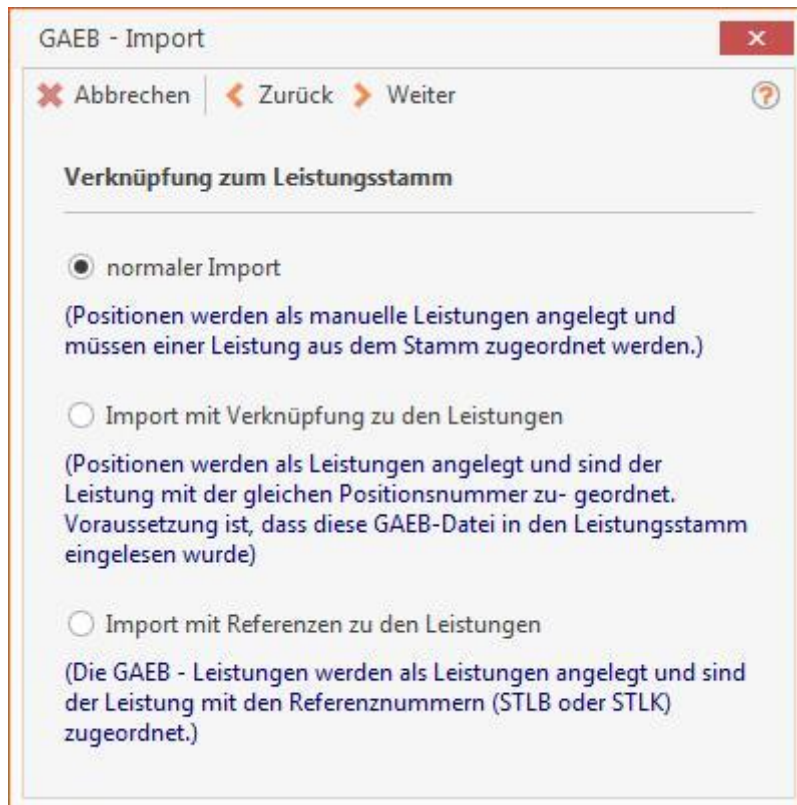 GAEB - Import
Abbrechen Zurück Weiter
Verknüpfung zum Leistungsstamm
normaler Import
(Positionen werden als manuelle Leistungen angelegt und
müssen einer Leistung aus dem Stamm zugeordnet werden.)
Import mit Verknüpfung zu den Leistungen
(Positionen werden als Leistungen angelegt und sind der
Leistung mit der gleichen Positionsnummer zu- geordnet.
Voraussetzung ist, dass diese GAEB-Datei in den Leistungsstamm
eingelesen wurde)
Import mit Referenzen zu den Leistungen
(Die GAEB - Leistungen werden als Leistungen angelegt und sind
der Leistung mit den Referenznummern (STLB oder STLK)
zugeordnet.)